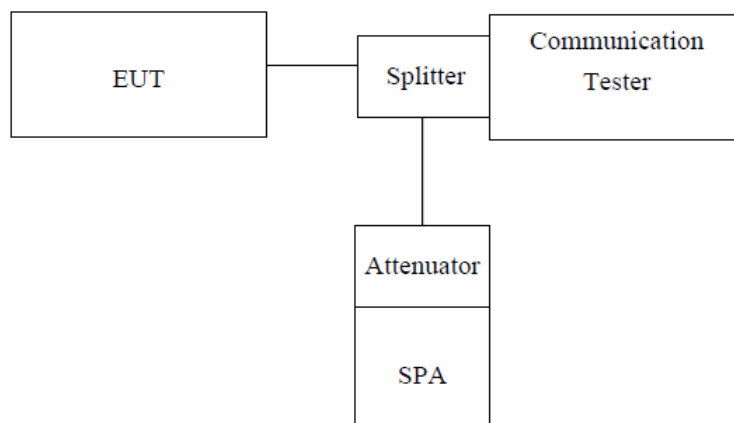 EUT
Splitter
Communication
Tester
Attenuator
SPA